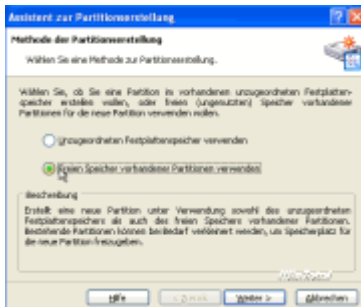 Assistent zur Partitionserstellung
Methode der Partitionserstellung
Wählen Sie eine Methode zur Partitionserstellung.
Wählen Sie, ob Sie eine Partition in vorhandenen unzugeordneten Festplatten-
speicher erstellen wollen, oder freien (ungenutzten) Speicher vorhandener
Partitionen für die neue Partition verwenden wollen.
Unzugeordneten Festplattenspeicher verwenden
Freien Speicher vorhandener Partitionen verwenden
Beschreibung
Erstellt eine neue Partition unter Verwendung sowohl des unzugeordneten
Festplattenspeichers als auch des freien Speichers vorhandener Partitionen.
Bestehende Partitionen können bei Bedarf verkleinert werden, um Speicherplatz für
die neue Partition freizugeben.
WinTotal
Hilfe
< Zurück
Weiter >
Abbrechen